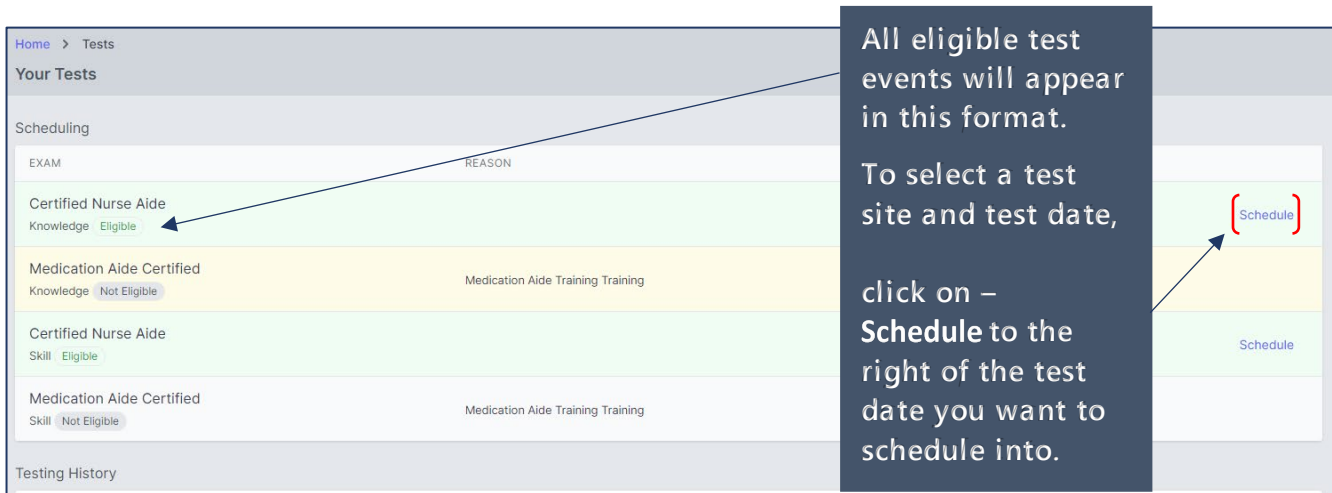 Home > Tests
Your Tests
Scheduling
EXAM REASON
Certified Nurse Aide
Knowledge Eligible
Schedule
Medication Aide Certified
Knowledge Not Eligible
Medication Aide Training Training
Certified Nurse Aide
Skill Eligible
Schedule
Medication Aide Certified
Skill Not Eligible
Medication Aide Training Training
Testing History
All eligible test
events will appear
in this format.
To select a test
site and test date,
click on –
Schedule to the
right of the test
date you want to
schedule into.